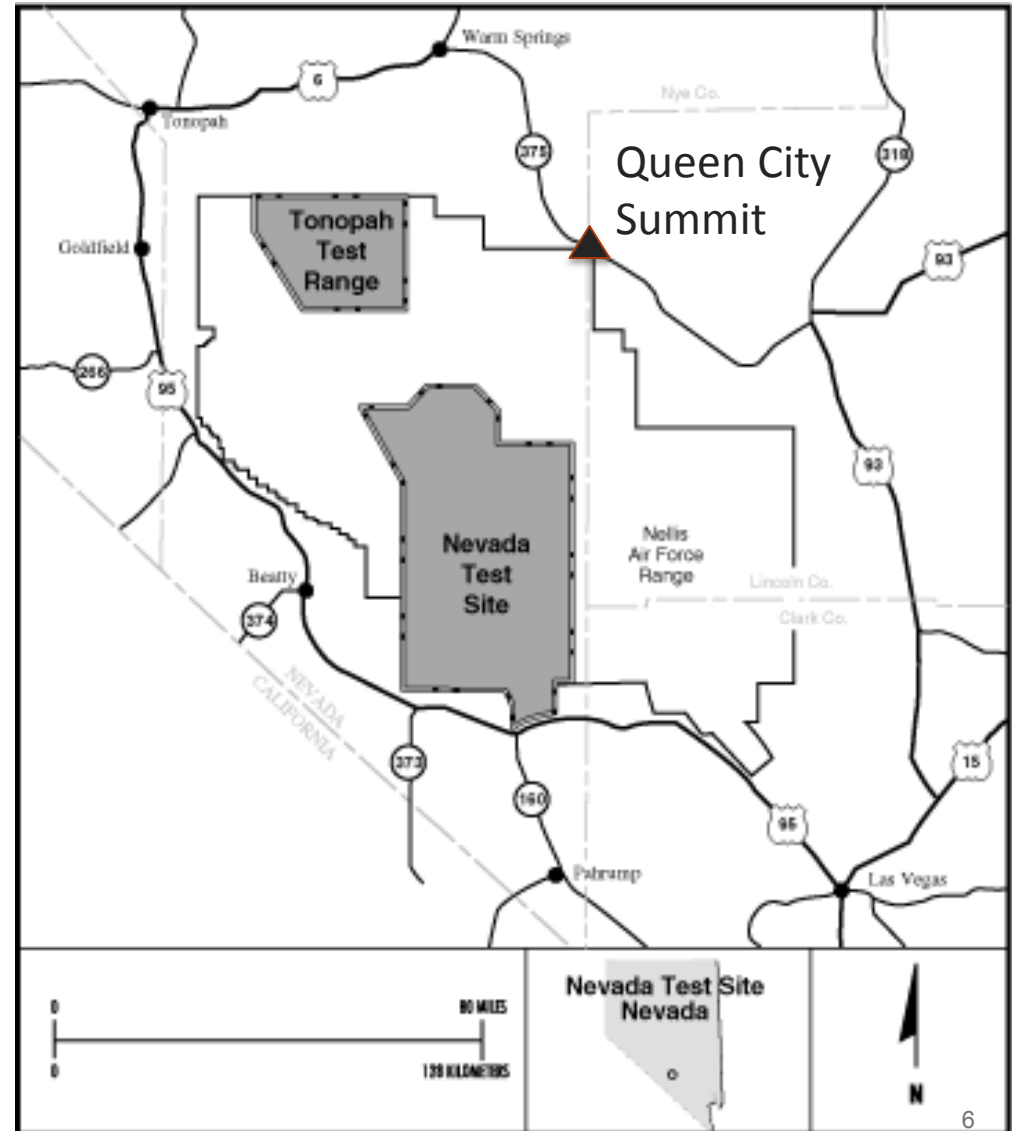 Warm Springs
6
Nye Co.
Tonopah
375
Queen City
Summit
318
Tonopah
Test
Range
Goldfield
93
266
95
93
Nevada
Test
Site
Nellis
Air Force
Range
Beatty
Lincoln Co.
Clark Co.
374
NEVADA
CALIFORNIA
373
15
160
95
Pahrump
Las Vegas
0
80 MILES
0
128 KILOMETERS
Nevada Test Site
Nevada
N
6